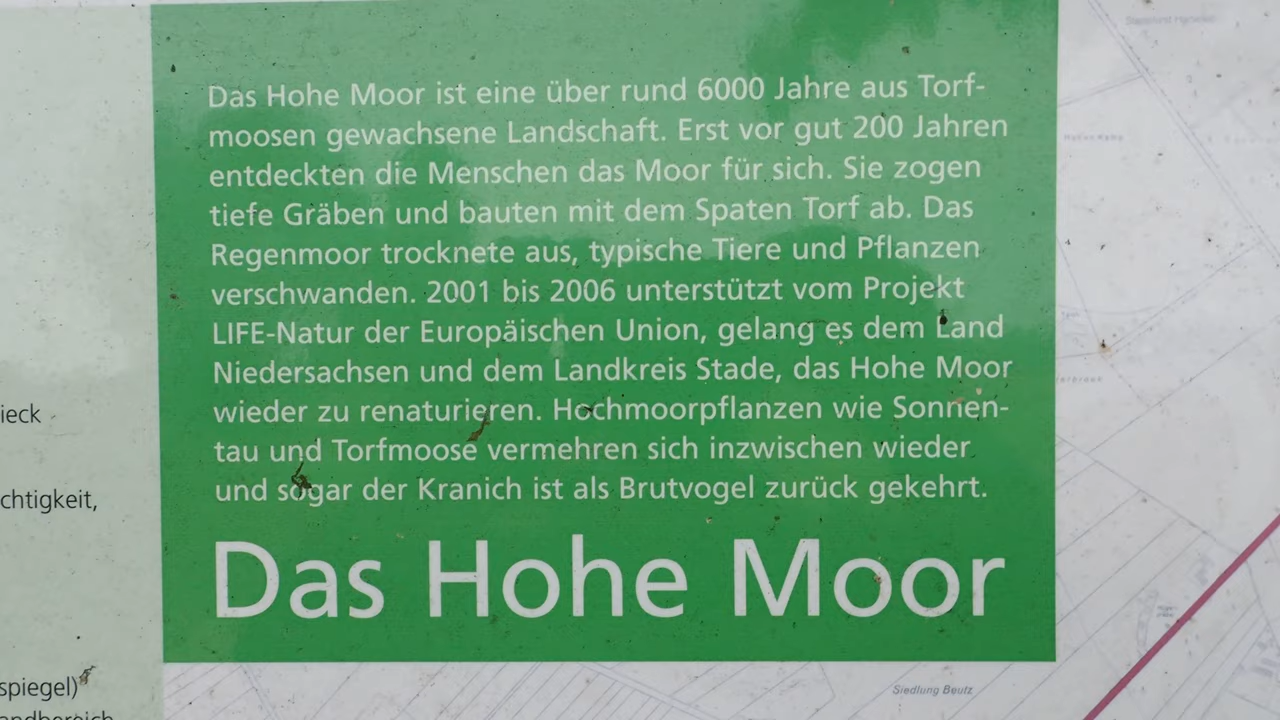 Das Hohe Moor ist eine über rund 6000 Jahre aus Torf-
moosen gewachsene Landschaft. Erst vor gut 200 Jahren
entdeckten die Menschen das Moor für sich. Sie zogen
tiefe Gräben und bauten mit dem Spaten Torf ab. Das
Regenmoor trocknete aus, typische Tiere und Pflanzen
verschwanden. 2001 bis 2006 unterstützt vom Projekt
LIFE-Natur der Europäischen Union, gelang es dem Land
Niedersachsen und dem Landkreis Stade, das Hohe Moor
wieder zu renaturieren. Hochmoorpflanzen wie Sonnen-
tau und Torfmoose vermehren sich inzwischen wieder
und sogar der Kranich ist als Brutvogel zurück gekehrt.
Das Hohe Moor
ieck
chtigkeit,
spiegel)
Siedlung Beutz